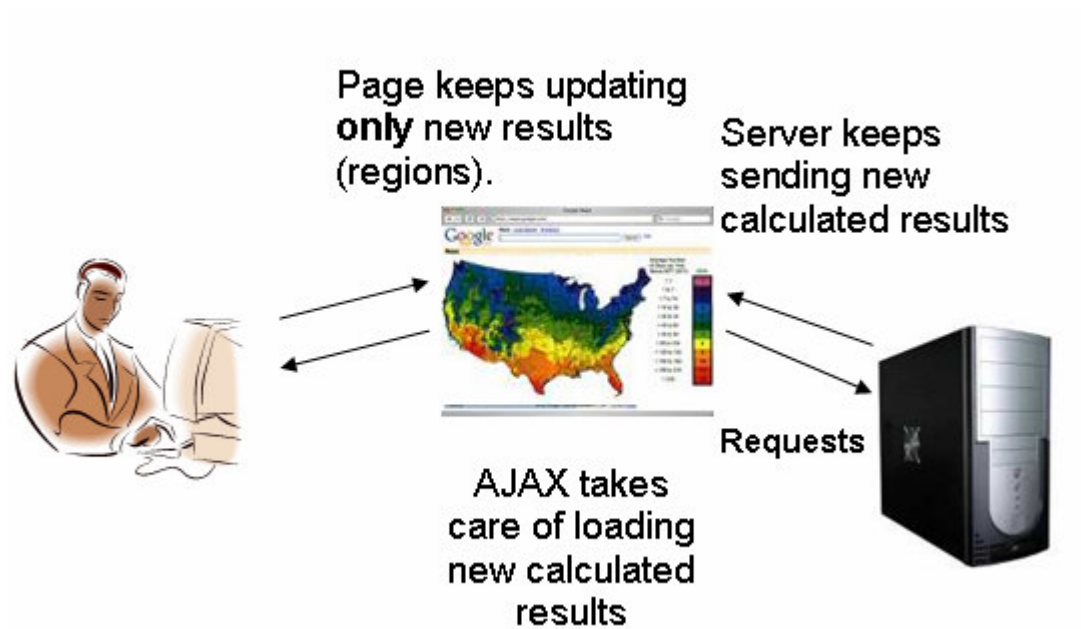 Page keeps updating
only new results
(regions).
Server keeps
sending new
calculated results
Google
Requests
AJAX takes
care of loading
new calculated
results